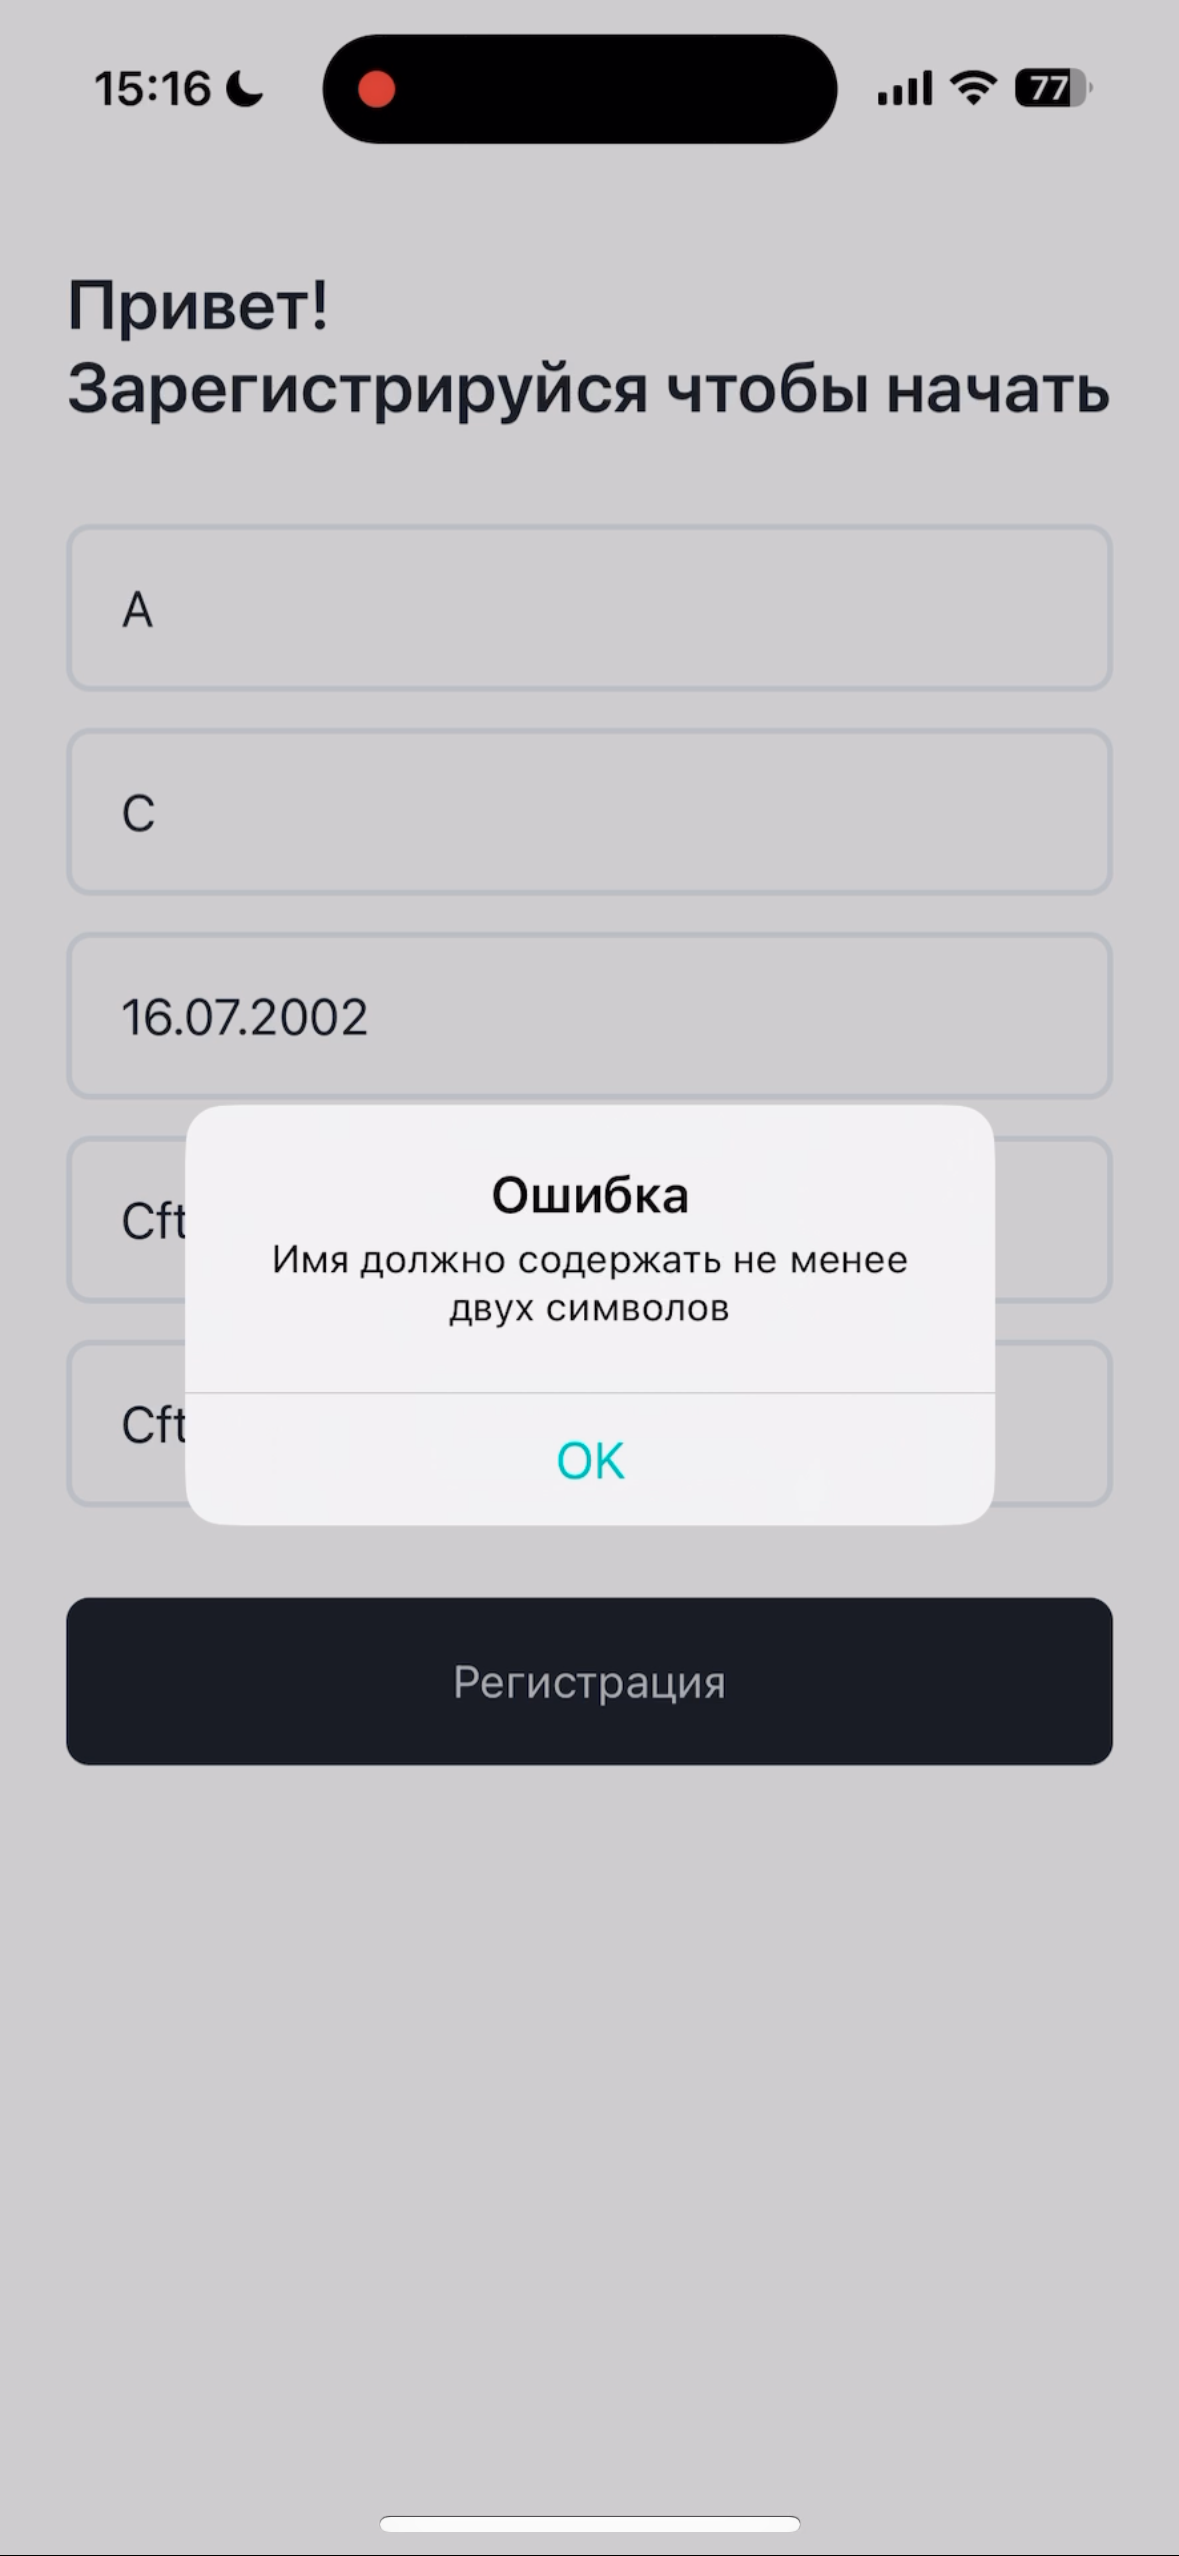 15:16
77
Привет!
Зарегистрируйся чтобы начать
А
С
16.07.2002
Cft
Cft
Ошибка
Имя должно содержать не менее
двух символов
OK
Регистрация